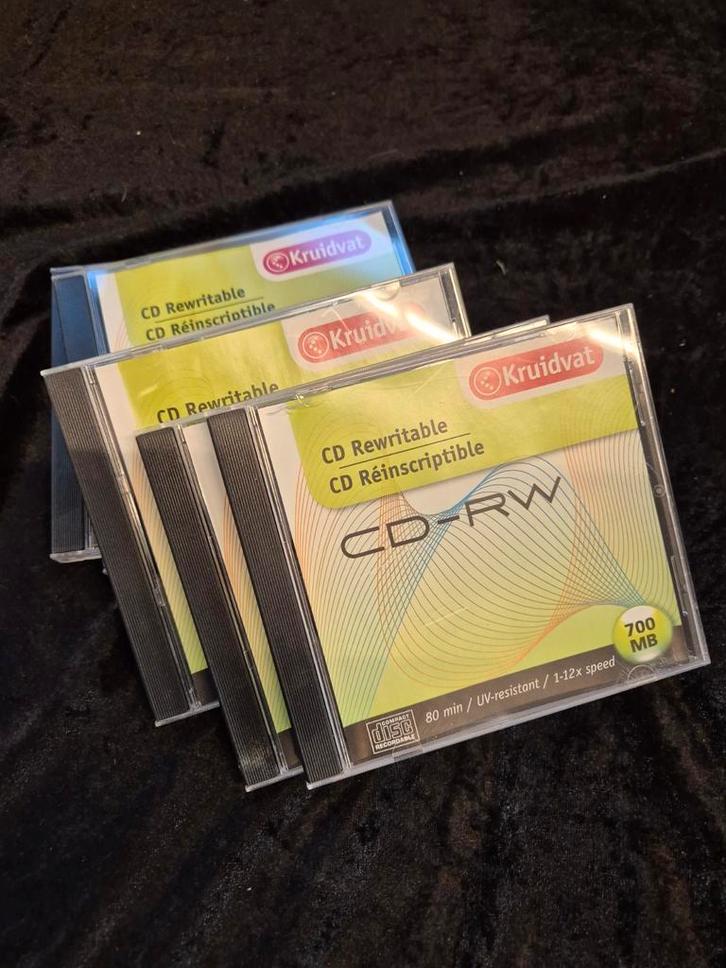 Kruidvat
CD Rewritable
CD Réinscriptible
Kruidvat
CD Rewritable
Kruidvat
CD Rewritable
CD Réinscriptible
CD-RW
700
MB
80 min / UV-resistant / 1-12x speed
COMPACT
disc
RECORDABLE